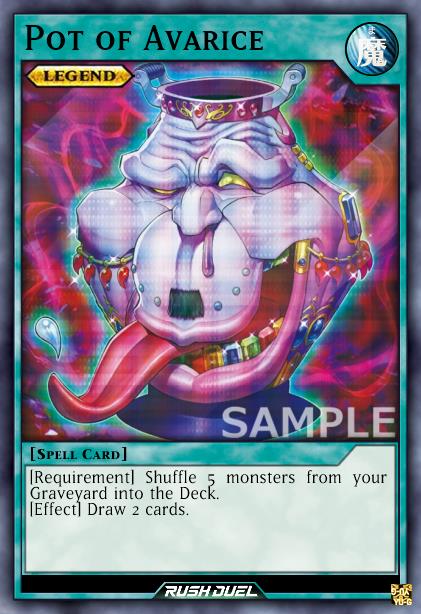 Pot of Avarice
ま
魔
LEGEND
SAMPLE
[Spell Card]
[Requirement] Shuffle 5 monsters from your
Graveyard into the Deck.
[Effect] Draw 2 cards.
RUSH DUEL